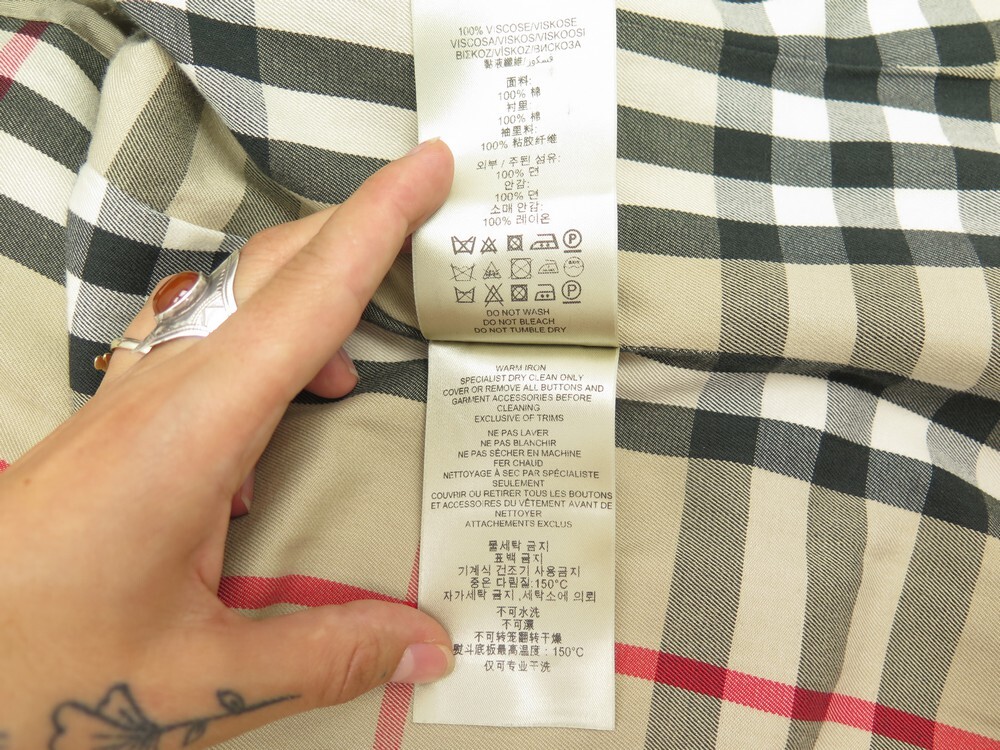 100% VISCOSE/VISKOSE
VISCOSA/VISKOS/VISKOOSI
ΒΙΣΚΟΖ/VİSKOZ/ВИСКОЗА
黏液纖維/فسكوز
面料:
100% 棉
衬里:
100% 棉
袖里料:
100% 粘胶纤维
외부 / 주된 섬유:
100% 면
안감:
100% 면
소매 안감:
100% 레이온
P
P
DO NOT WASH
DO NOT BLEACH
DO NOT TUMBLE DRY
WARM IRON
SPECIALIST DRY CLEAN ONLY
COVER OR REMOVE ALL BUTTONS AND
GARMENT ACCESSORIES BEFORE
CLEANING
EXCLUSIVE OF TRIMS
NE PAS LAVER
NE PAS BLANCHIR
NE PAS SÉCHER EN MACHINE
FER CHAUD
NETTOYAGE À SEC PAR SPÉCIALISTE
SEULEMENT
COUVRIR OU RETIRER TOUS LES BOUTONS
ET ACCESSOIRES DU VÊTEMENT AVANT DE
NETTOYER
ATTACHEMENTS EXCLUS
물세탁 금지
표백 금지
기계식 건조기 사용금지
중온 다림질:150°C
자가세탁 금지,세탁소에 의뢰
不可水洗
不可漂
不可转笼翻转干燥
熨斗底板最高温度: 150°C
仅可专业干洗